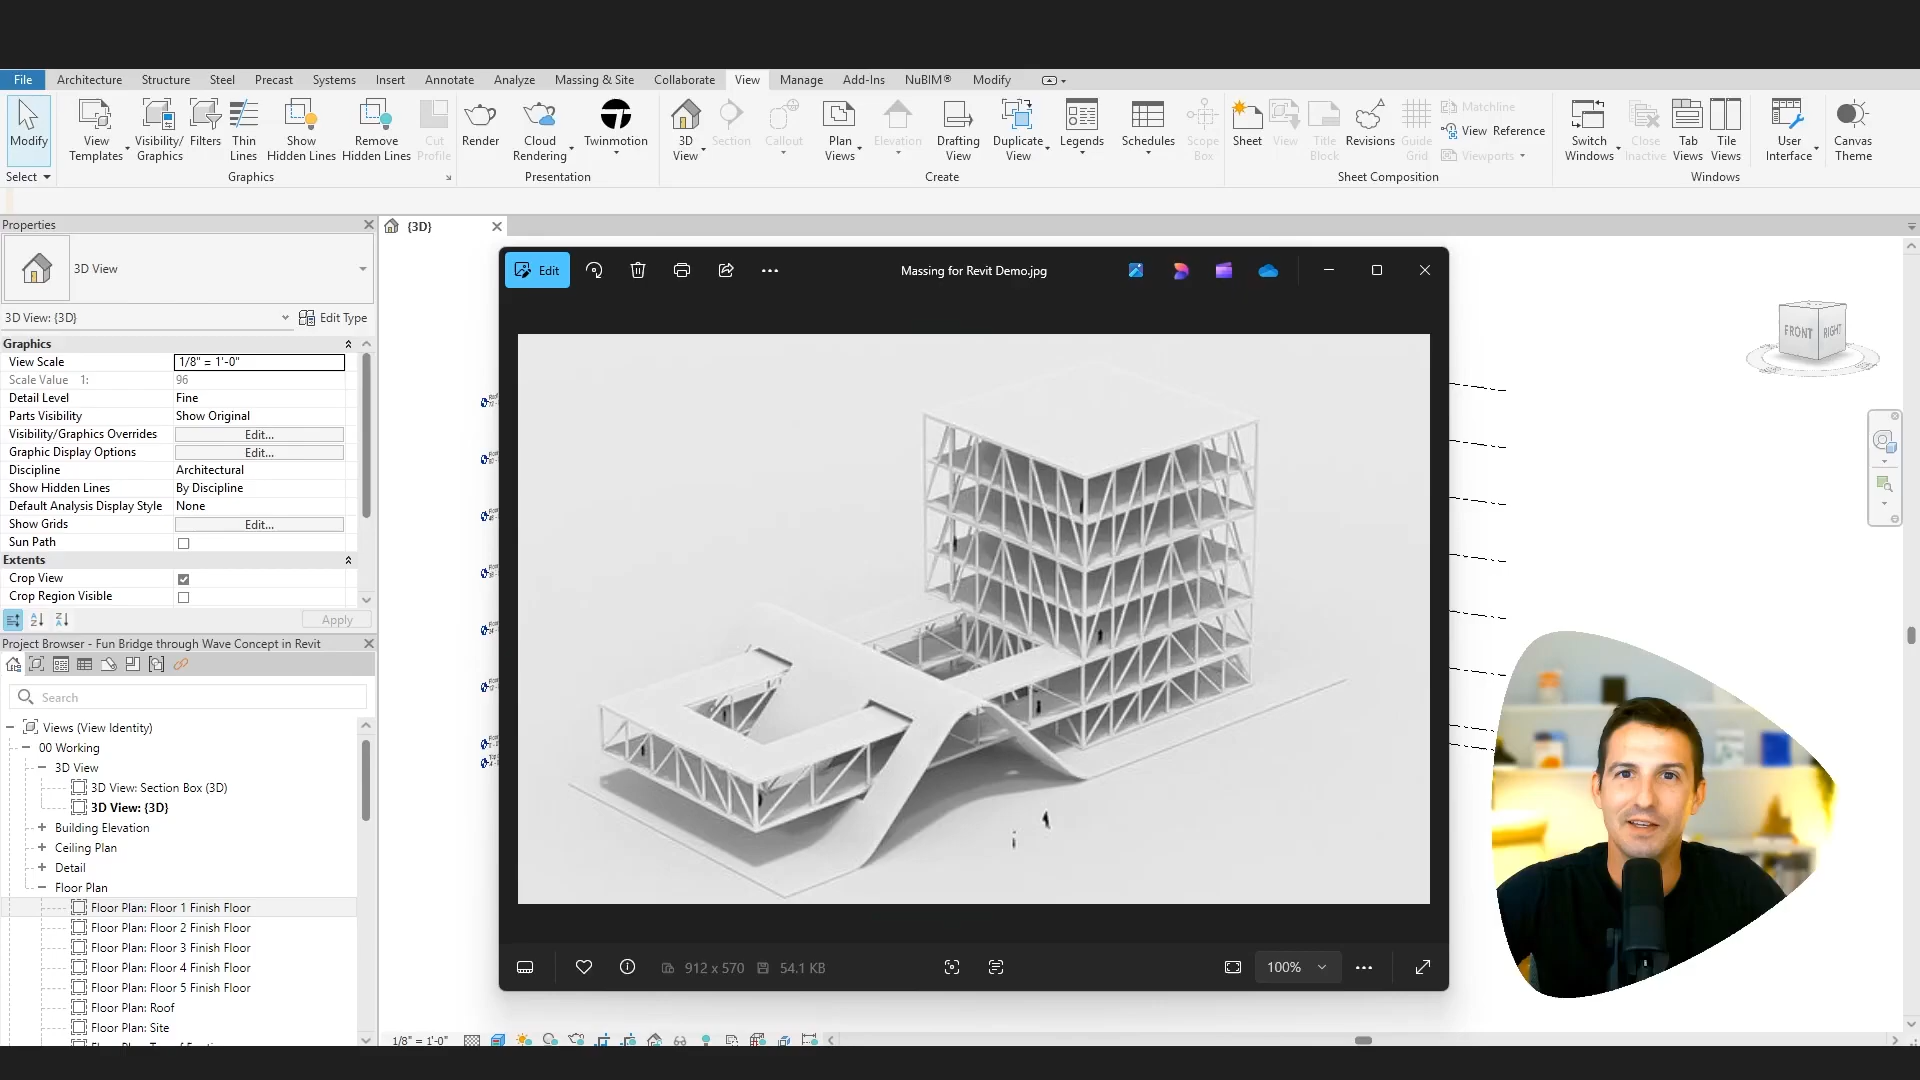 File Architecture Structure Steel Precast Systems Insert Annotate Analyze Massing & Site Collaborate View Manage Add-Ins NuBIM® Modify
Modify
View Templates
Visibility/ Graphics
Filters
Thin Lines
Show Hidden Lines
Remove Hidden Lines
Cut Profile
Render
Cloud Rendering
Twinmotion
3D View
Section
Callout
Plan Views
Elevation
Drafting View
Duplicate View
Legends
Schedules
Scope Box
Sheet
View
Title Block
Revisions
Guide Grid
Matchline
View Reference
Viewports
Switch Windows
Close Inactive
Tab Views
Tile Views
User Interface
Canvas Theme
Select Graphics Presentation Create Sheet Composition Windows
Properties
3D View
3D View: {3D} Edit Type
Graphics
View Scale 1/8" = 1'-0"
Scale Value 1: 96
Detail Level Fine
Parts Visibility Show Original
Visibility/Graphics Overrides Edit...
Graphic Display Options Edit...
Discipline Architectural
Show Hidden Lines By Discipline
Default Analysis Display Style None
Show Grids Edit...
Sun Path
Extents
Crop View
Crop Region Visible
Apply
Project Browser - Fun Bridge through Wave Concept in Revit
Search
Views (View Identity)
00 Working
3D View
3D View: Section Box (3D)
3D View: {3D}
Building Elevation
Ceiling Plan
Detail
Floor Plan
Floor Plan: Floor 1 Finish Floor
Floor Plan: Floor 2 Finish Floor
Floor Plan: Floor 3 Finish Floor
Floor Plan: Floor 4 Finish Floor
Floor Plan: Floor 5 Finish Floor
Floor Plan: Roof
Floor Plan: Site
{3D}
Edit
Massing for Revit Demo.jpg
912 x 570 54.1 KB
100%
FRONT RIGHT
1/8" = 1'-0"